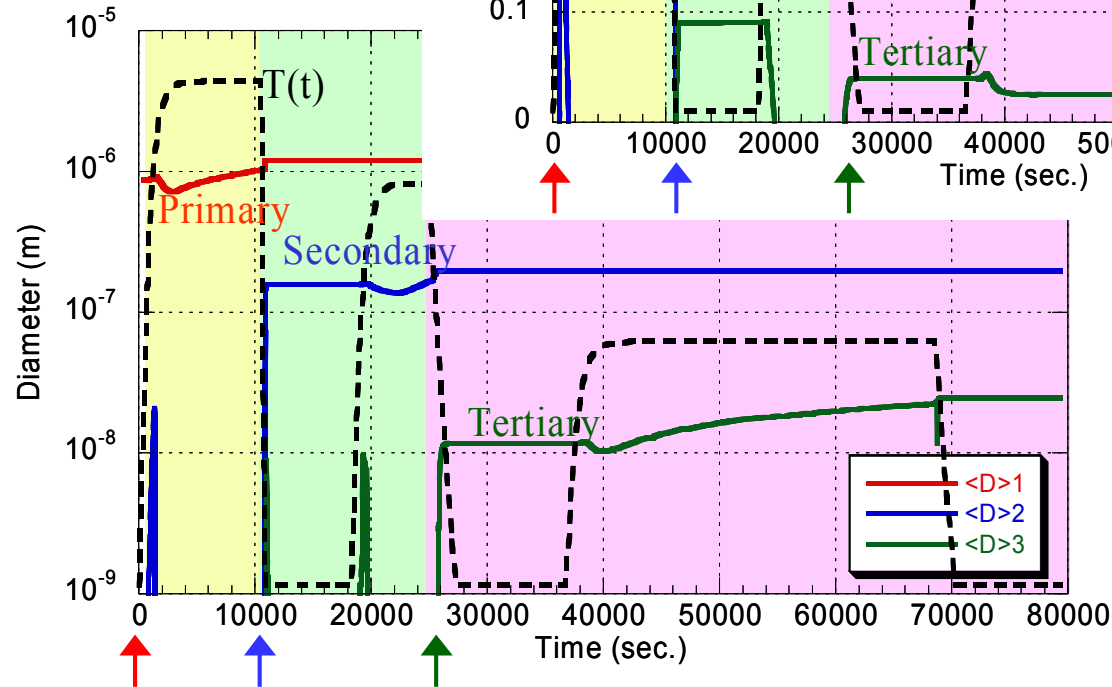 10-5
10-6
10-7
10-8
10-9
Diameter (m)
T(t)
Primary
Secondary
Tertiary
<D>1
<D>2
<D>3
0 10000 20000 30000 40000 50000 60000 70000 80000
Time (sec.)
0.1
0
Tertiary
0 10000 20000 30000 40000 500
Time (sec.)